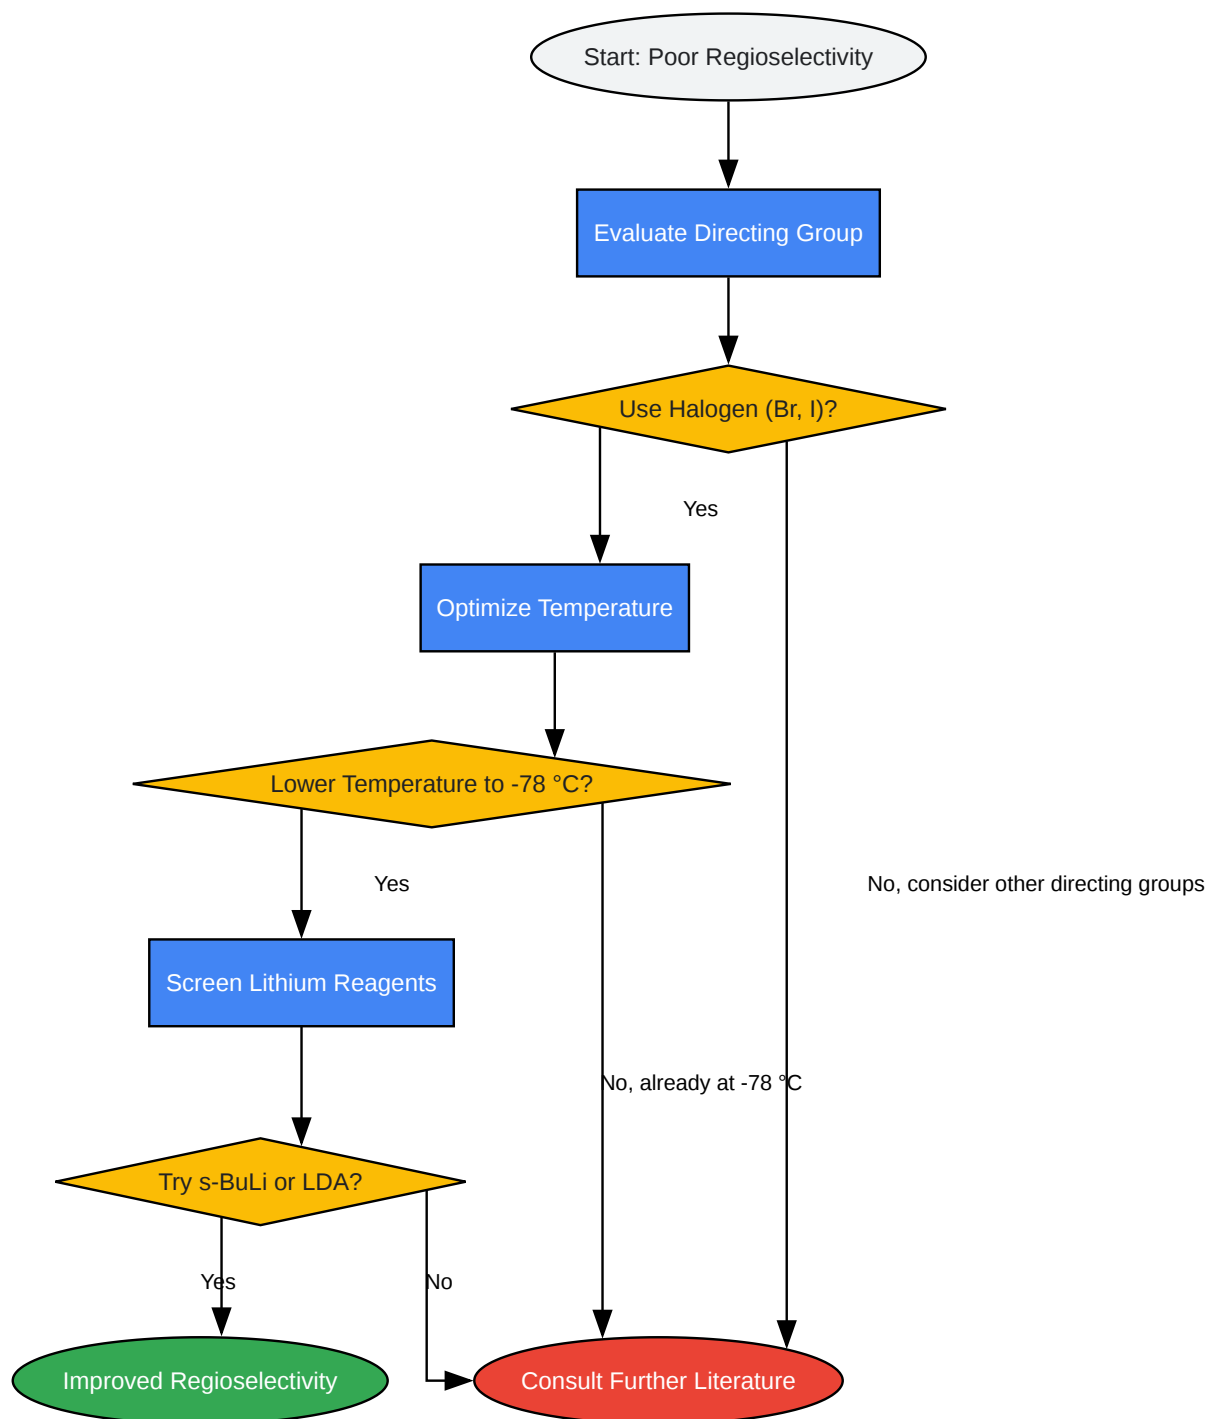 Start: Poor Regioselectivity
Evaluate Directing Group
Use Halogen (Br, I)?
Yes
Optimize Temperature
Lower Temperature to -78 °C?
Yes
No, consider other directing groups
Screen Lithium Reagents
No, already at -78 °C
Try s-BuLi or LDA?
Yes
No
Improved Regioselectivity
Consult Further Literature